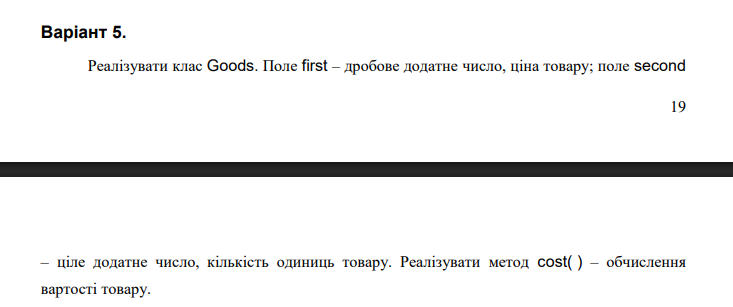 Варіант 5.
Реалізувати клас Goods. Поле first – дробове додатне число, ціна товару; поле second
19
– ціле додатне число, кількість одиниць товару. Реалізувати метод cost( ) – обчислення
вартості товару.